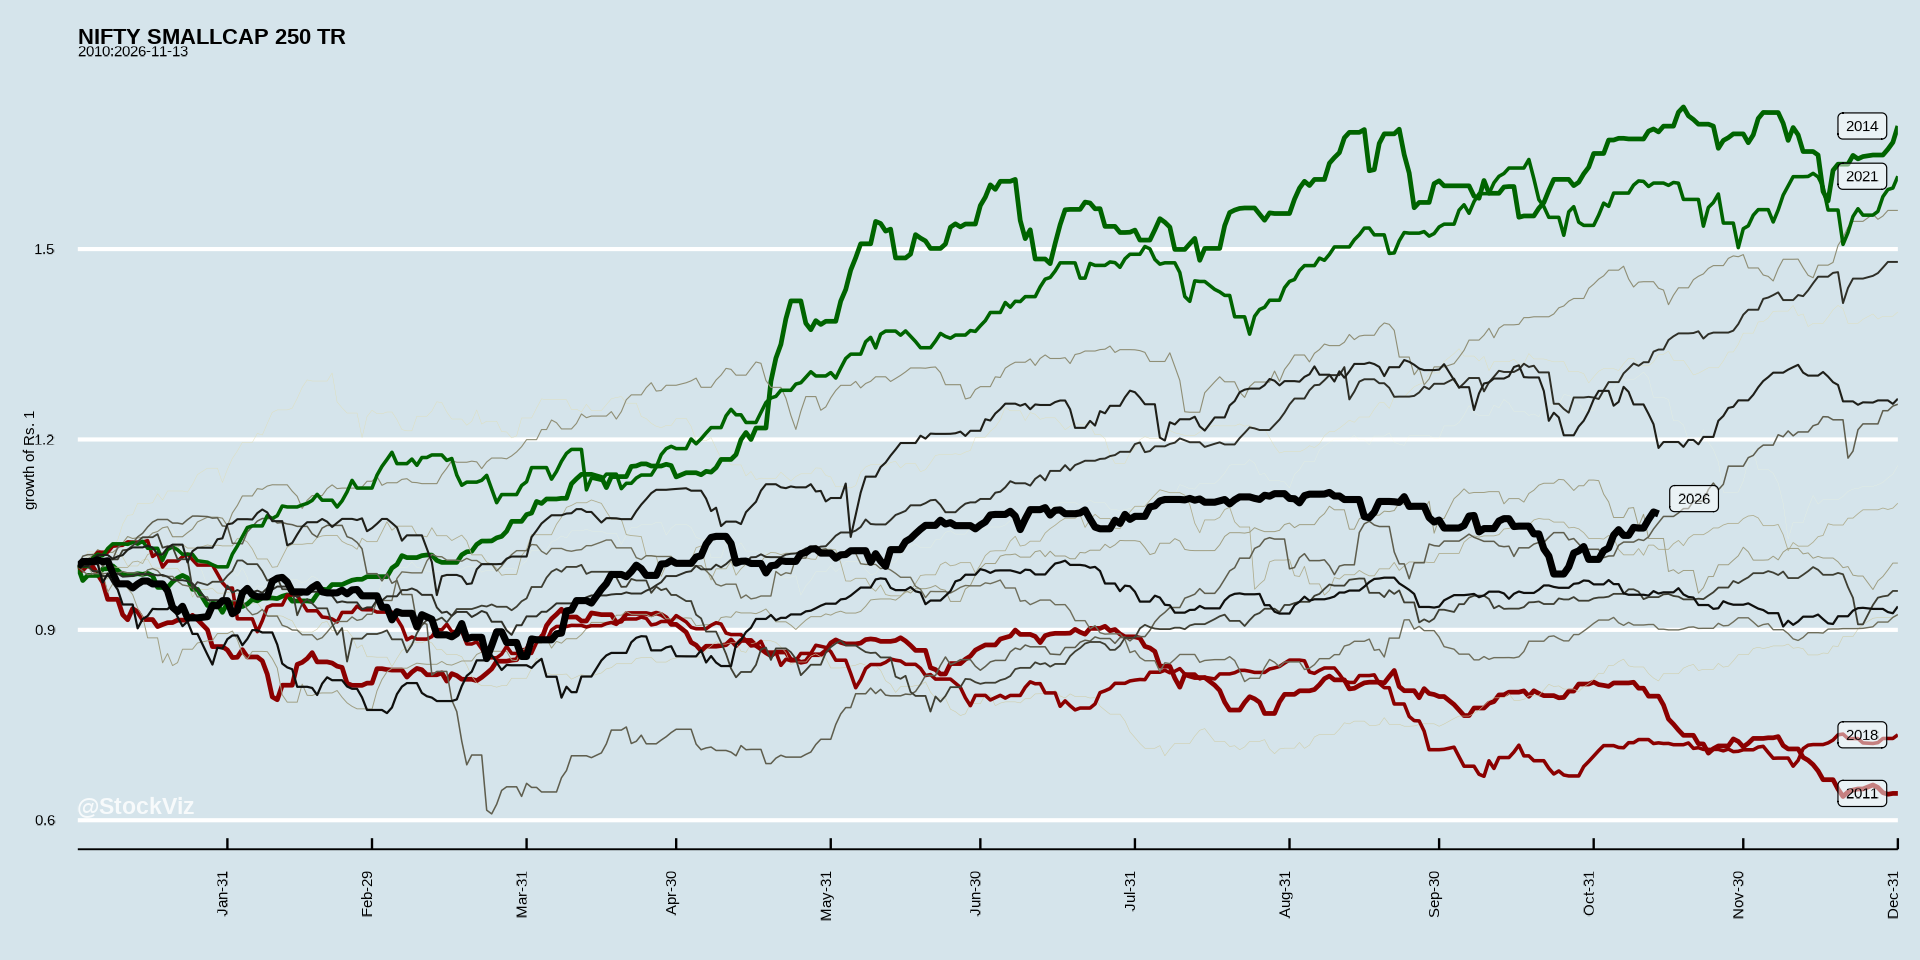 NIFTY SMALLCAP 250 TR
2010:2026-11-13
2014
2021
1.5
growth of Rs. 1
1.2
2026
0.9
2018
2011
@StockViz
0.6
Jan-31
Feb-29
Mar-31
Apr-30
May-31
Jun-30
Jul-31
Aug-31
Sep-30
Oct-31
Nov-30
Dec-31